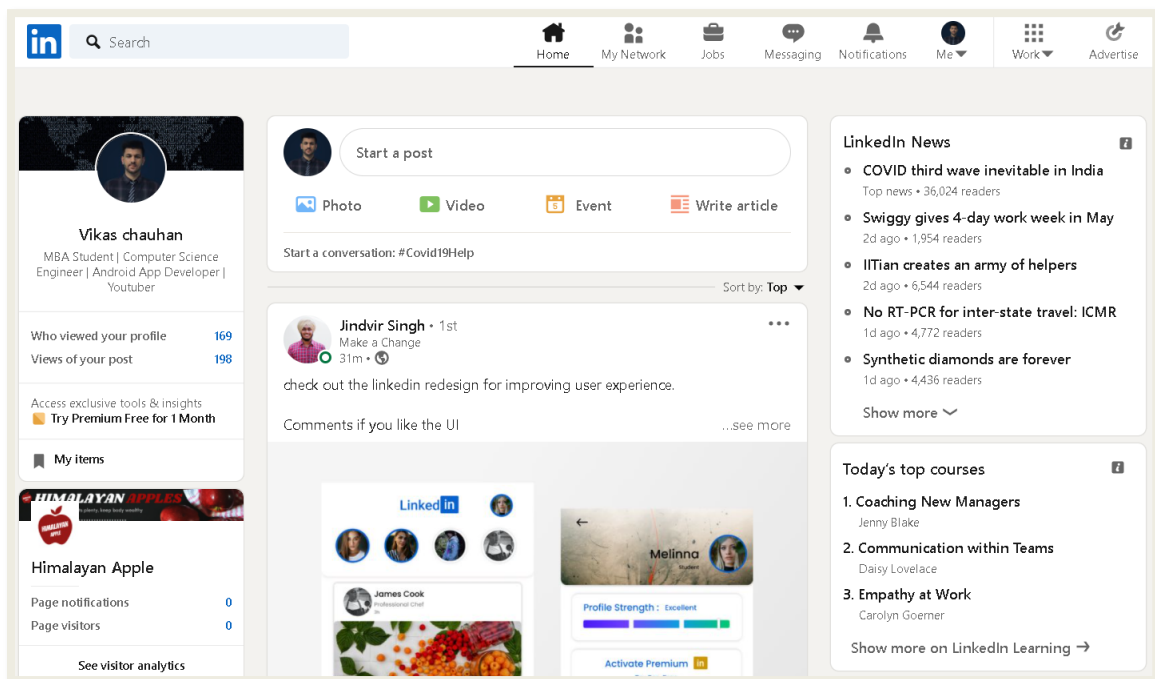 in
Search
Home
My Network
Jobs
Messaging
Notifications
Me
Work
Advertise
Vikas chauhan
MBA Student | Computer Science
Engineer | Android App Developer |
Youtuber
Who viewed your profile 169
Views of your post 198
Access exclusive tools & insights
Try Premium Free for 1 Month
My items
HIMALAYAN APPLES
HIMALAYAN
APPLE
Himalayan Apple
Page notifications 0
Page visitors 0
See visitor analytics
Start a post
Photo
Video
5
Event
Write article
Start a conversation: #Covid19Help
Sort by: Top
Jindvir Singh • 1st
Make a Change
31m •
check out the linkedin redesign for improving user experience.
Comments if you like the UI
...see more
Linkedin
James Cook
Professional Chef
Melinna
Student
Profile Strength : Excellent
Activate Premium in
LinkedIn News
COVID third wave inevitable in India
Top news • 36,024 readers
Swiggy gives 4-day work week in May
2d ago • 1,954 readers
IITian creates an army of helpers
2d ago • 6,544 readers
No RT-PCR for inter-state travel: ICMR
1d ago • 4,772 readers
Synthetic diamonds are forever
1d ago • 4,436 readers
Show more
Today's top courses
1. Coaching New Managers
Jenny Blake
2. Communication within Teams
Daisy Lovelace
3. Empathy at Work
Carolyn Goerner
Show more on LinkedIn Learning →